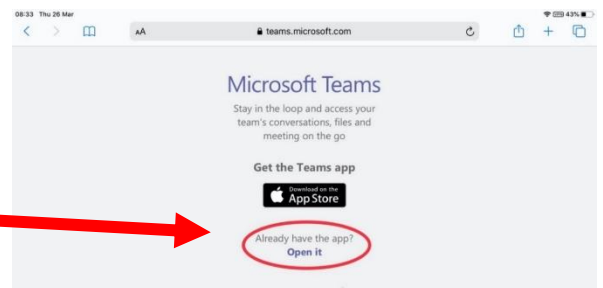 08:33 Thu 26 Mar 43%
AA teams.microsoft.com
Microsoft Teams
Stay in the loop and access your
team's conversations, files and
meeting on the go
Get the Teams app
Download on the
App Store
Already have the app?
Open it